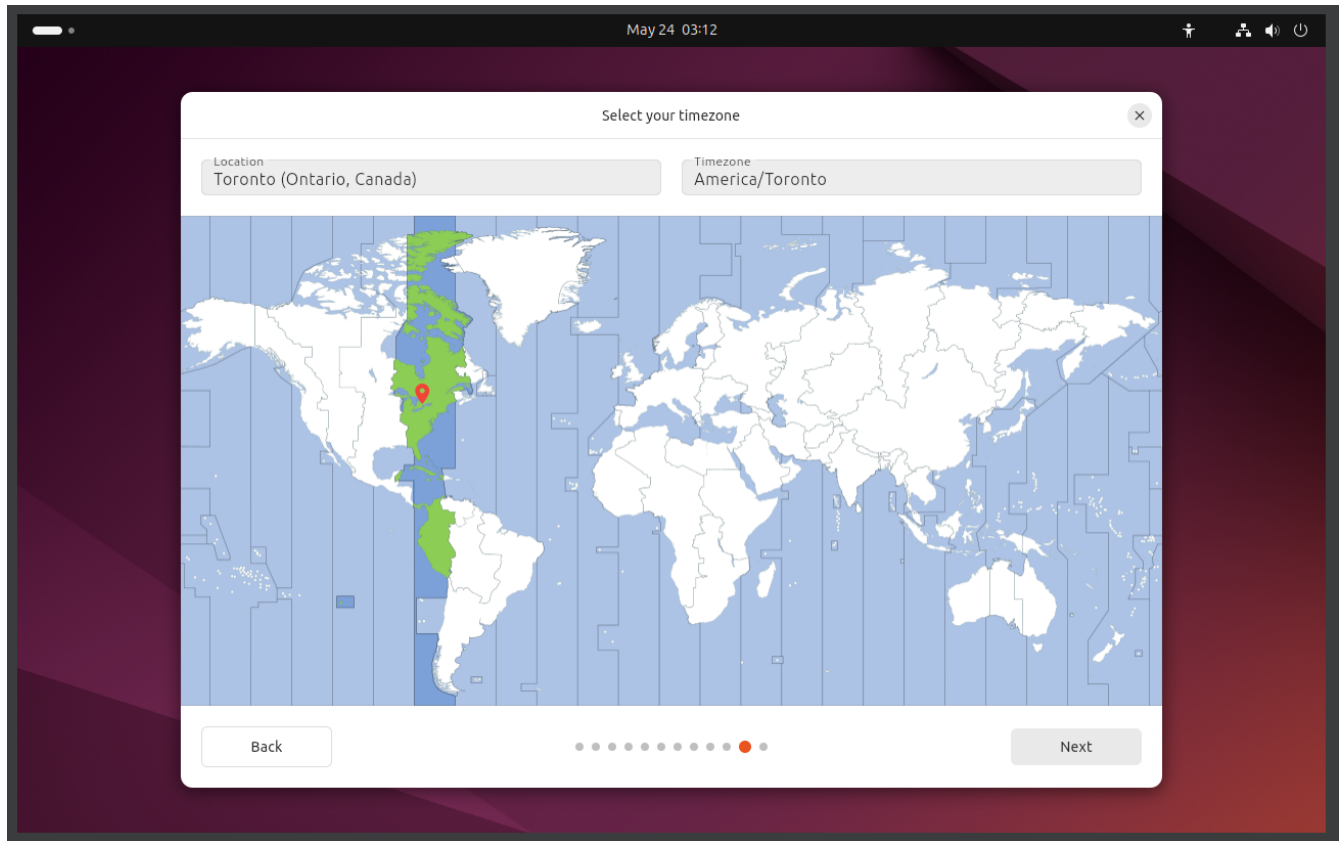 May 24 03:12
Select your timezone
Location
Toronto (Ontario, Canada)
Timezone
America/Toronto
Back
Next